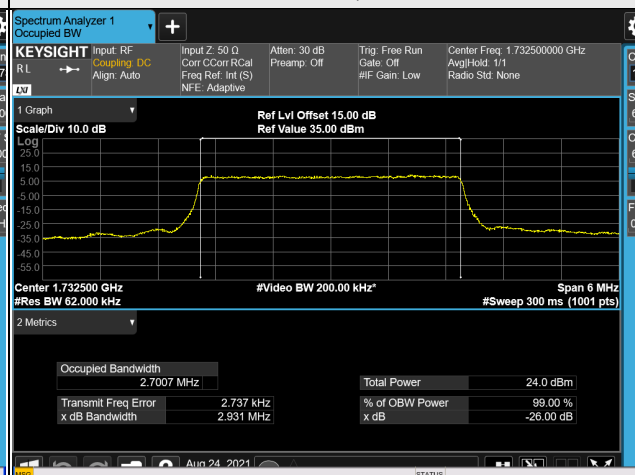 Spectrum Analyzer 1
Occupied BW
KEYSIGHT
R L
LXI
Input: RF
Coupling: DC
Align: Auto
Input Z: 50 Ω
Corr CCorr RCal
Freq Ref: Int (S)
NFE: Adaptive
Atten: 30 dB
Preamp: Off
Trig: Free Run
Gate: Off
#IF Gain: Low
Center Freq: 1.732500000 GHz
Avg|Hold: 1/1
Radio Std: None
1 Graph
Scale/Div 10.0 dB
Ref Lvl Offset 15.00 dB
Ref Value 35.00 dBm
Log
25.0
15.0
5.00
-5.00
-15.0
-25.0
-35.0
-45.0
-55.0
Center 1.732500 GHz
#Video BW 200.00 kHz*
Span 6 MHz
#Res BW 62.000 kHz
#Sweep 300 ms (1001 pts)
2 Metrics
Occupied Bandwidth
2.7007 MHz
Transmit Freq Error 2.737 kHz
x dB Bandwidth 2.931 MHz
Total Power 24.0 dBm
% of OBW Power 99.00 %
x dB -26.00 dB
Aug 24, 2021
MSG
STATUS